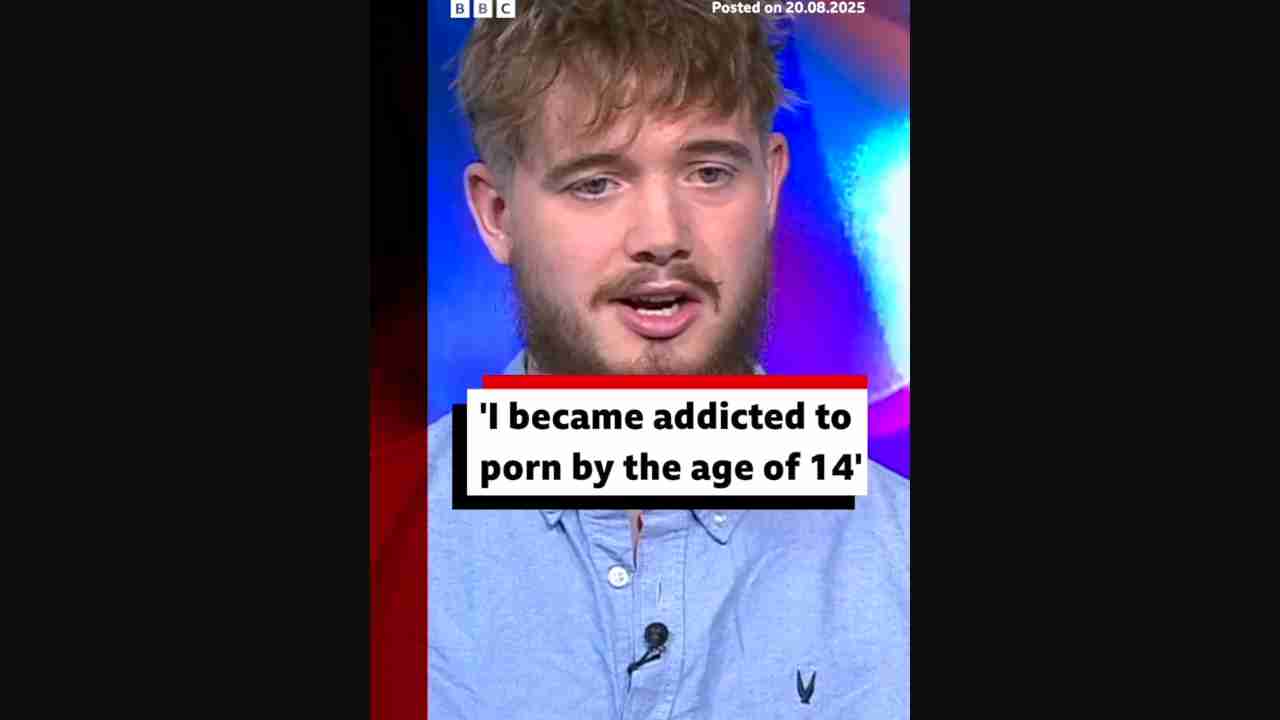 BBC
Posted on 20.08.2025
'I became addicted to
porn by the age of 14'